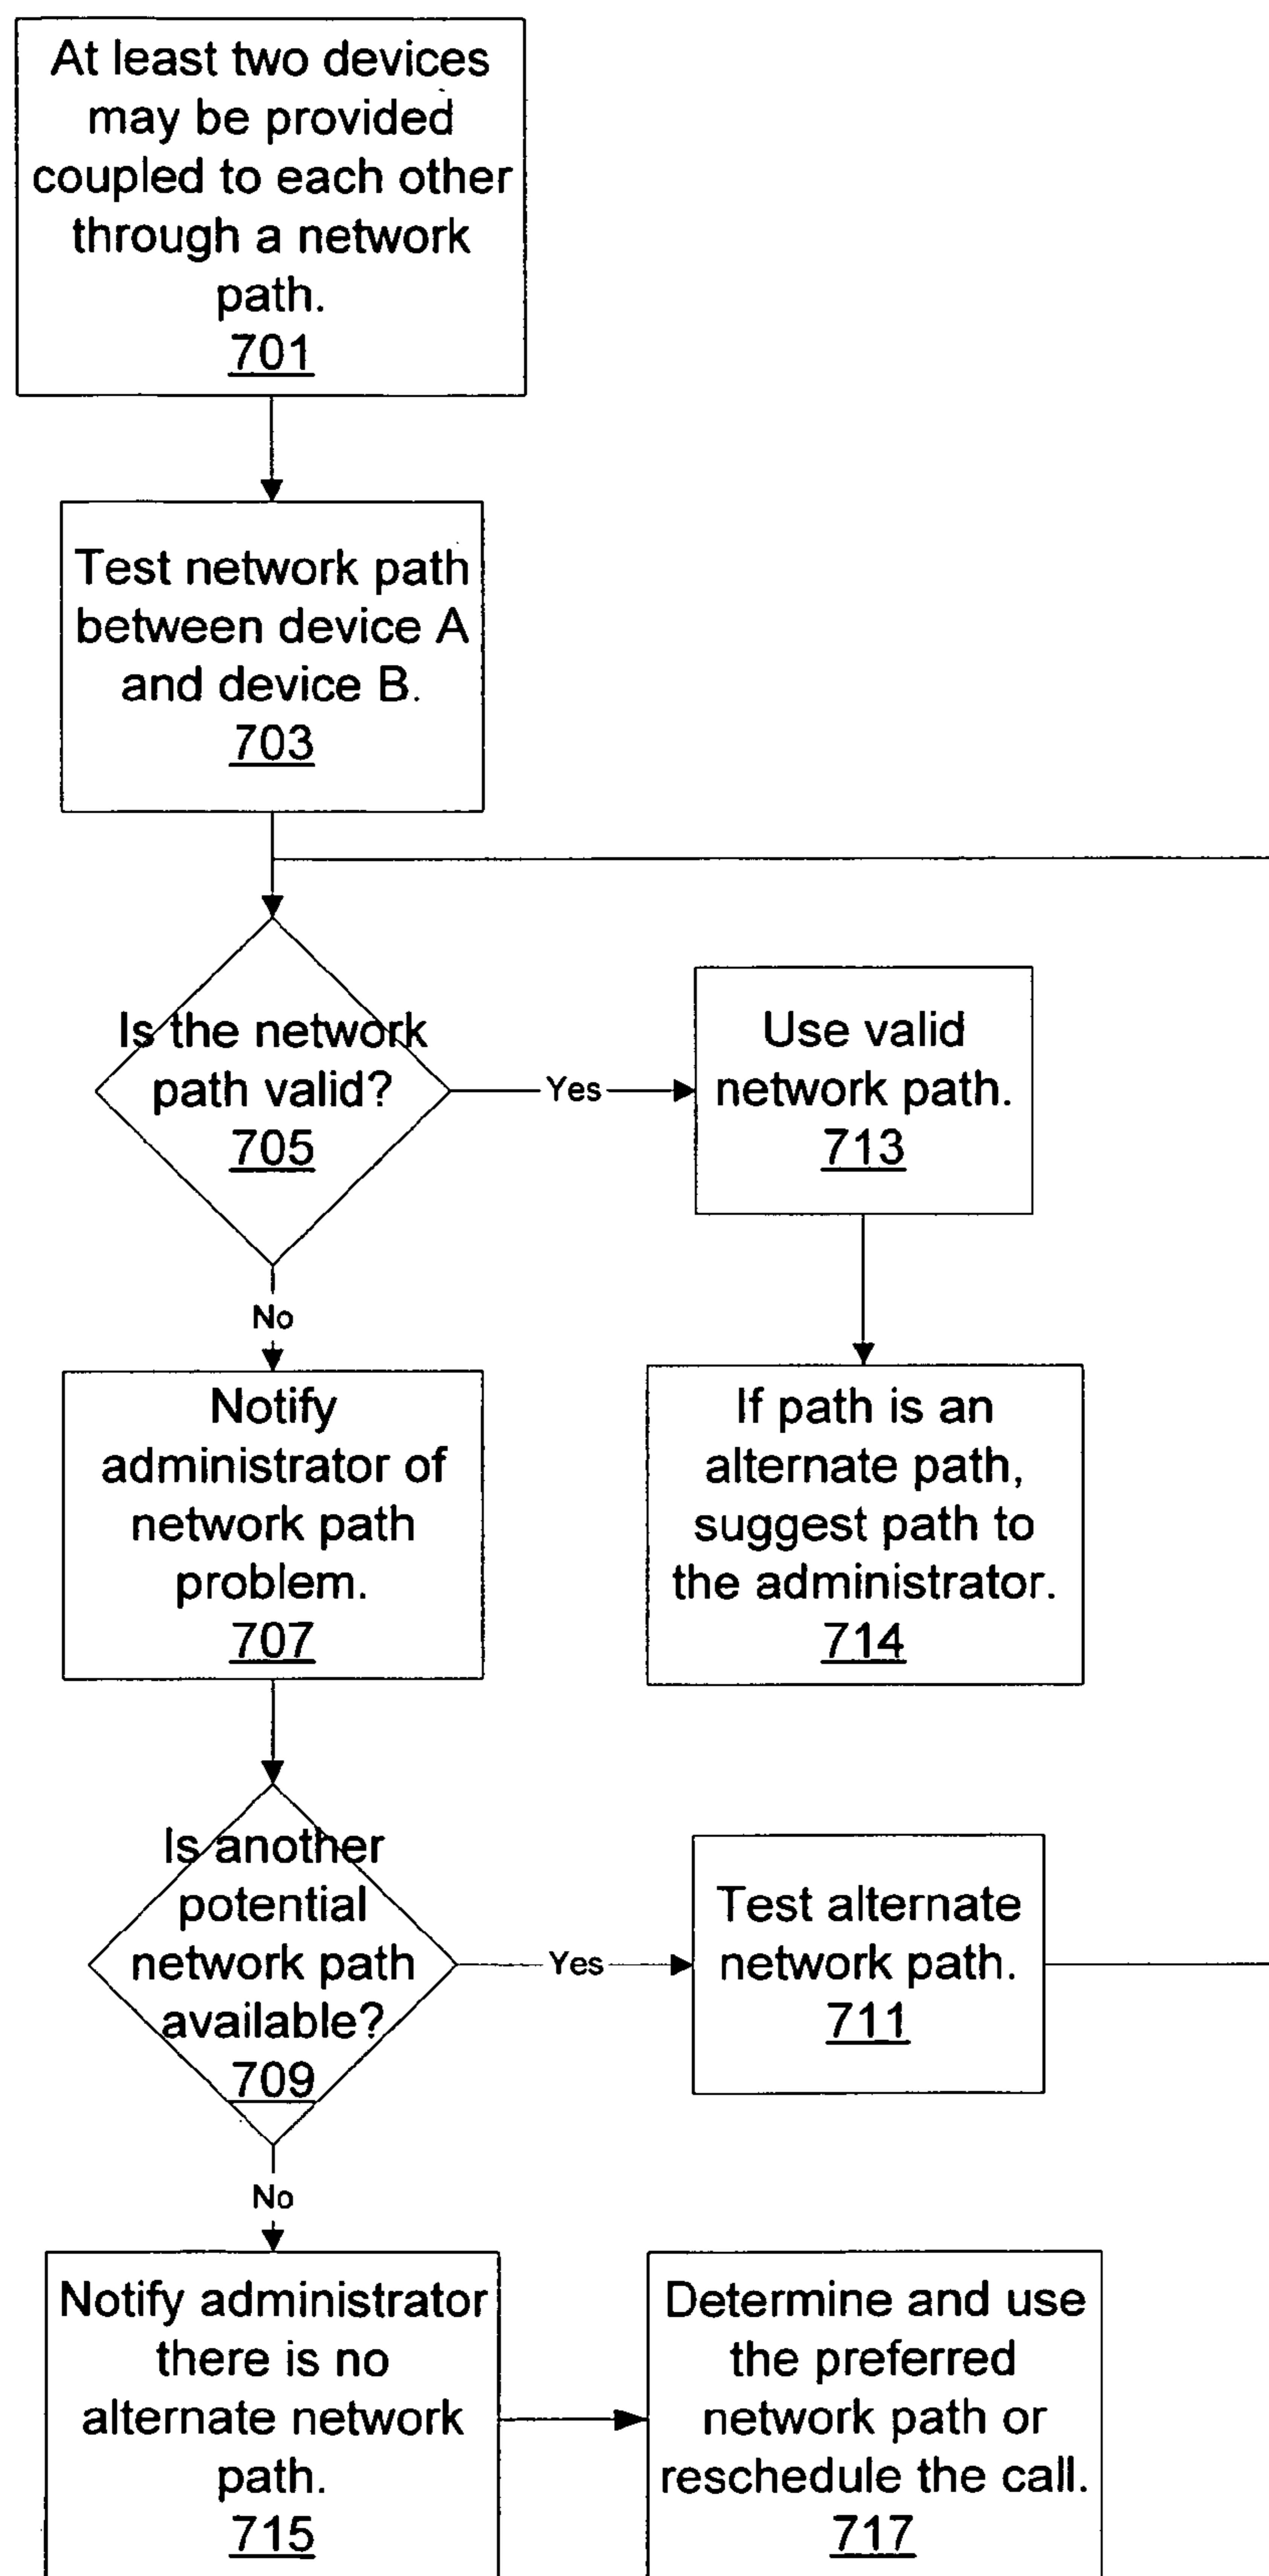 At least two devices
may be provided
coupled to each other
through a network
path.
701
Test network path
between device A
and device B.
703
Is the network
path valid?
705
Yes
Use valid
network path.
713
No
Notify
administrator of
network path
problem.
707
If path is an
alternate path,
suggest path to
the administrator.
714
Is another
potential
network path
available?
709
Yes
Test alternate
network path.
711
No
Notify administrator
there is no
alternate network
path.
715
Determine and use
the preferred
network path or
reschedule the call.
717